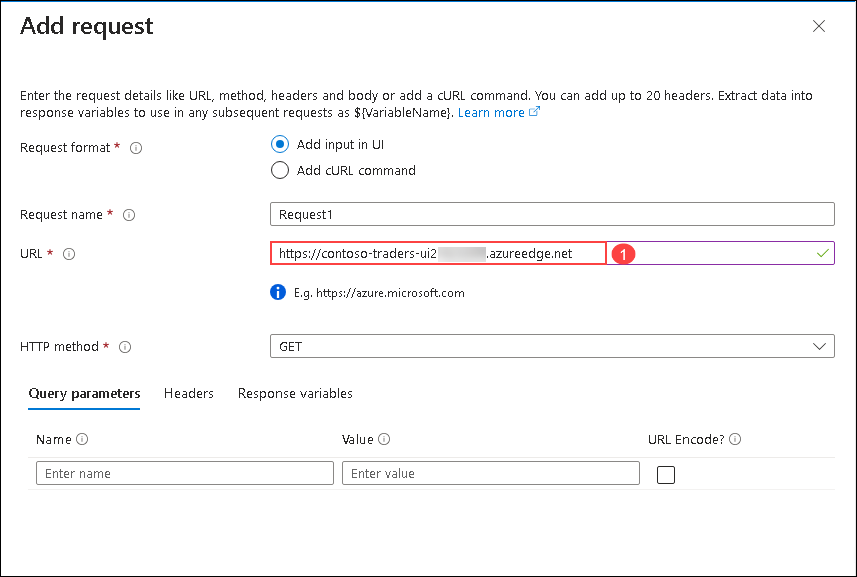 Add request
Enter the request details like URL, method, headers and body or add a cURL command. You can add up to 20 headers. Extract data into
response variables to use in any subsequent requests as ${VariableName}. Learn more
Request format * Add input in UI
Add cURL command
Request name * Request1
URL * https://contoso-traders-ui2 .azureedge.net 1
E.g. https://azure.microsoft.com
HTTP method * GET
Query parameters Headers Response variables
Name Value URL Encode?
Enter name Enter value